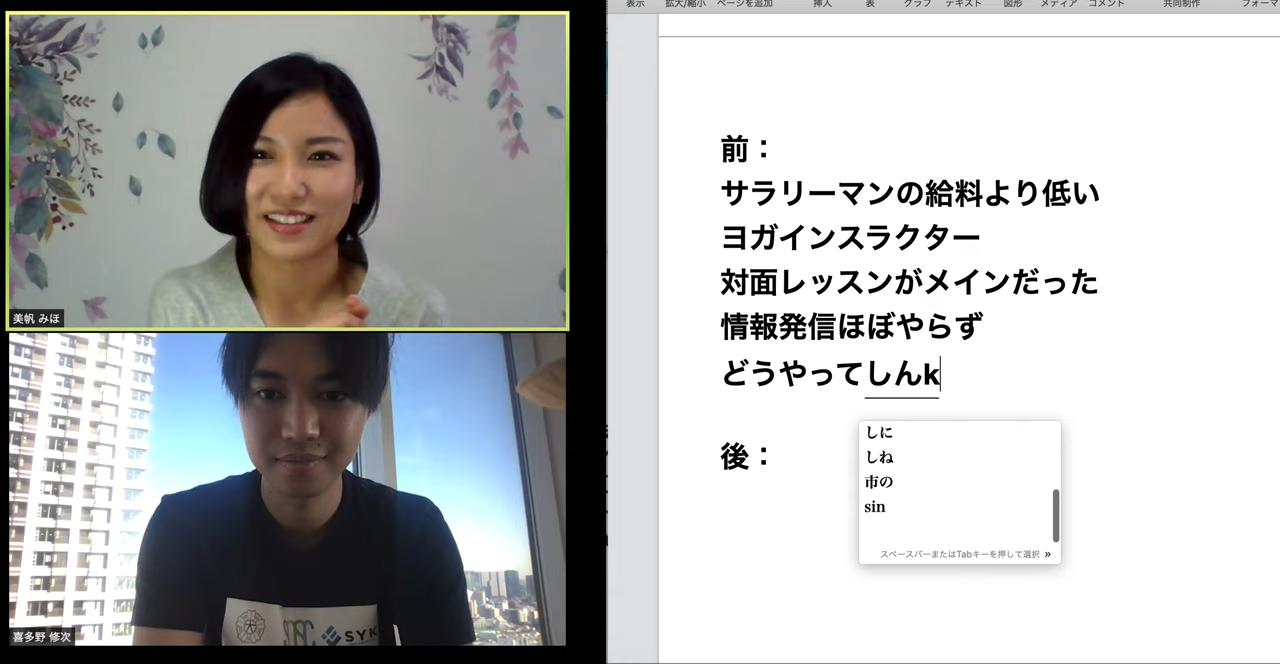 表示
拡大/縮小
ページを追加
挿入
表
グラフ
テキスト
図形
メディア
コメント
共同制作
フォーマ
前：
サラリーマンの給料より低い
ヨガインスラクター
対面レッスンがメインだった
情報発信ほぼやらず
どうやってしんk
しに
しね
市の
sin
スペースバーまたはTabキーを押して選択 »
後：
美帆 みほ
SYK
喜多野 修次